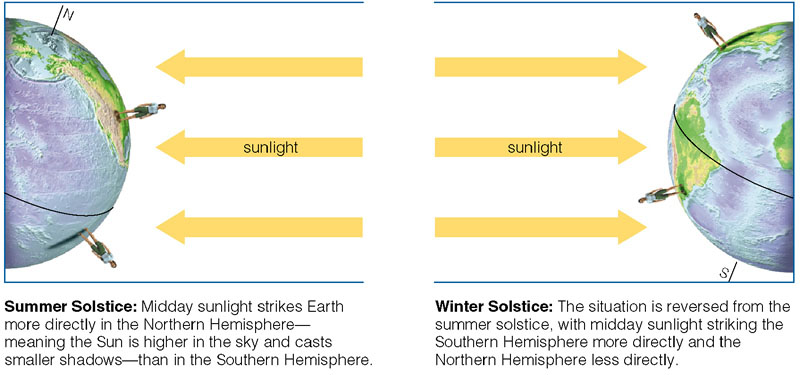 N
sunlight
sunlight
S
Summer Solstice: Midday sunlight strikes Earth
more directly in the Northern Hemisphere—
meaning the Sun is higher in the sky and casts
smaller shadows—than in the Southern Hemisphere.
Winter Solstice: The situation is reversed from the
summer solstice, with midday sunlight striking the
Southern Hemisphere more directly and the
Northern Hemisphere less directly.